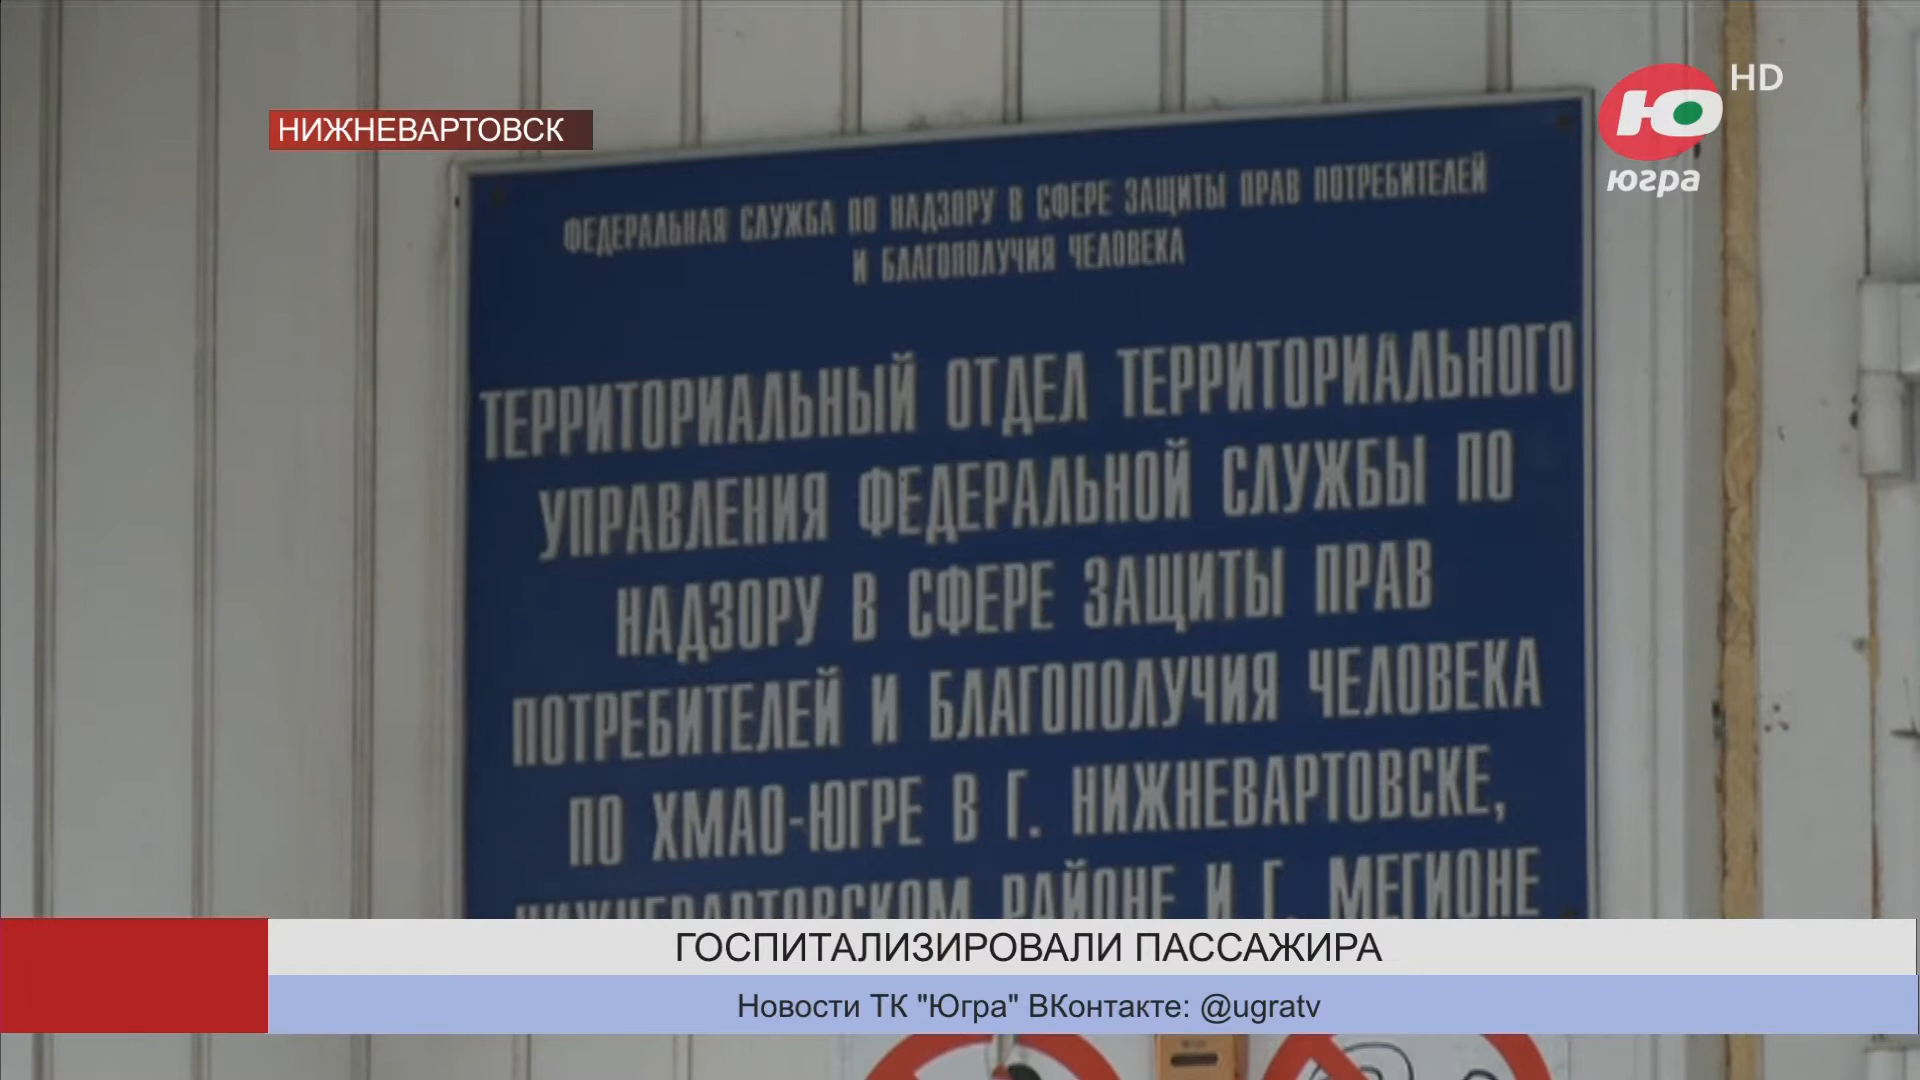 HD
НИЖНЕВАРТОВСК
Ю
югра
ФЕДЕРАЛЬНАЯ СЛУЖБА ПО НАДЗОРУ В СФЕРЕ ЗАЩИТЫ ПРАВ ПОТРЕБИТЕЛЕЙ
И БЛАГОПОЛУЧИЯ ЧЕЛОВЕКА
ТЕРРИТОРИАЛЬНЫЙ ОТДЕЛ ТЕРРИТОРИАЛЬНОГО
УПРАВЛЕНИЯ ФЕДЕРАЛЬНОЙ СЛУЖБЫ ПО
НАДЗОРУ В СФЕРЕ ЗАЩИТЫ ПРАВ
ПОТРЕБИТЕЛЕЙ И БЛАГОПОЛУЧИЯ ЧЕЛОВЕКА
ПО ХМАО-ЮГРЕ В Г. НИЖНЕВАРТОВСКЕ,
НИЖНЕВАРТОВСКОМ РАЙОНЕ И Г. МЕГИОНЕ
ГОСПИТАЛИЗИРОВАЛИ ПАССАЖИРА
Новости ТК "Югра" ВКонтакте: @ugratv